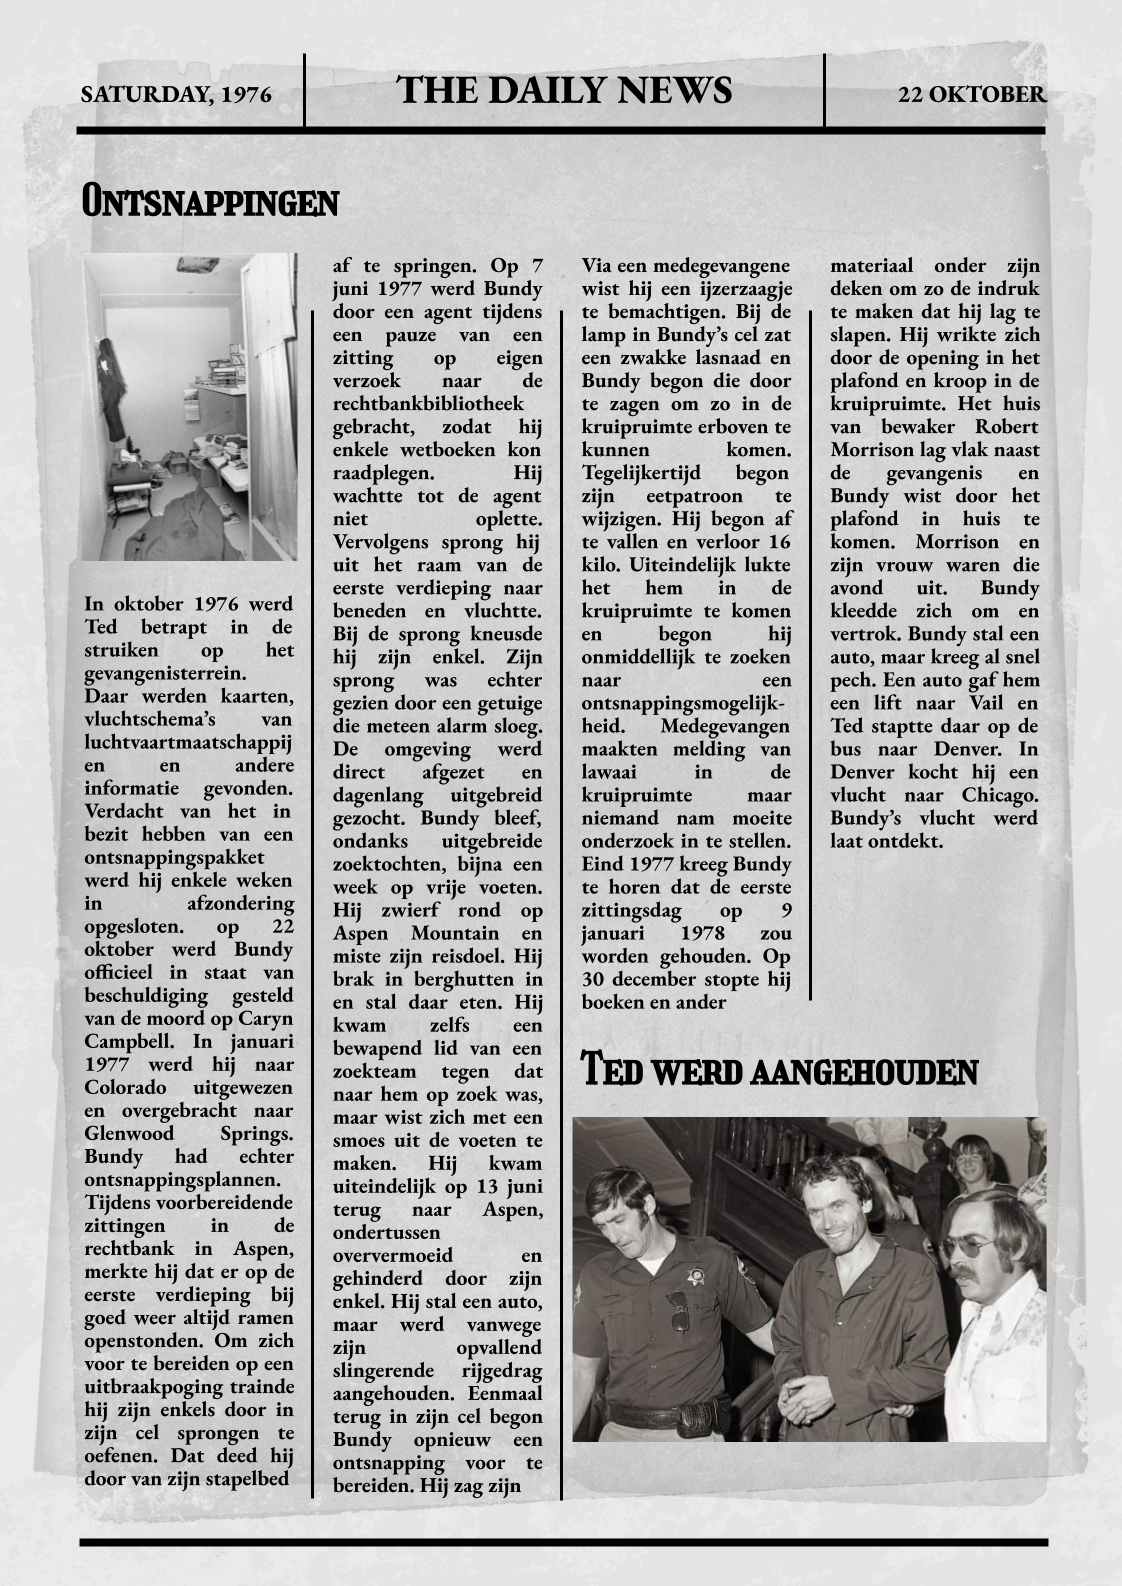 SATURDAY, 1976
THE DAILY NEWS
22 OKTOBER
ONTSNAPPINGEN
In oktober 1976 werd
Ted betrapt in de
struiken op het
gevangenisterrein.
Daar werden kaarten,
vluchtschema's van
luchtvaartmaatschappij
en en andere
informatie gevonden.
Verdacht van het in
bezit hebben van een
ontsnappingspakket
werd hij enkele weken
in afzondering
opgesloten. op 22
oktober werd Bundy
officieel in staat van
beschuldiging gesteld
van de moord op Caryn
Campbell. In januari
1977 werd hij naar
Colorado uitgewezen
en overgebracht naar
Glenwood Springs.
Bundy had echter
ontsnappingsplannen.
Tijdens voorbereidende
zittingen in de
rechtbank in Aspen,
merkte hij dat er op de
eerste verdieping bij
goed weer altijd ramen
openstonden. Om zich
voor te bereiden op een
uitbraakpoging trainde
hij zijn enkels door in
zijn cel sprongen te
oefenen. Dat deed hij
door van zijn stapelbed
af te springen. Op 7
juni 1977 werd Bundy
door een agent tijdens
een pauze van een
zitting op eigen
verzoek naar de
rechtbankbibliotheek
gebracht, zodat hij
enkele wetboeken kon
raadplegen. Hij
wachtte tot de agent
niet oplette.
Vervolgens sprong hij
uit het raam van de
eerste verdieping naar
beneden en vluchtte.
Bij de sprong kneusde
hij zijn enkel. Zijn
sprong was echter
gezien door een getuige
die meteen alarm sloeg.
De omgeving werd
direct afgezet en
dagenlang uitgebreid
gezocht. Bundy bleef,
ondanks uitgebreide
zoektochten, bijna een
week op vrije voeten.
Hij zwierf rond op
Aspen Mountain en
miste zijn reisdoel. Hij
brak in berghutten in
en stal daar eten. Hij
kwam zelfs een
bewapend lid van een
zoekteam tegen dat
naar hem op zoek was,
maar wist zich met een
smoes uit de voeten te
maken. Hij kwam
uiteindelijk op 13 juni
terug naar Aspen,
ondertussen
oververmoeid en
gehinderd door zijn
enkel. Hij stal een auto,
maar werd vanwege
zijn opvallend
slingerende rijgedrag
aangehouden. Eenmaal
terug in zijn cel begon
Bundy opnieuw een
ontsnapping voor te
bereiden. Hij zag zijn
Via een medegevangene
wist hij een ijzerzaagje
te bemachtigen. Bij de
lamp in Bundy's cel zat
een zwakke lasnaad en
Bundy begon die door
te zagen om zo in de
kruipruimte erboven te
kunnen komen.
Tegelijkertijd begon
zijn eetpatroon te
wijzigen. Hij begon af
te vallen en verloor 16
kilo. Uiteindelijk lukte
het hem in de
kruipruimte te komen
en begon hij
onmiddellijk te zoeken
naar een
ontsnappingsmogelijk-
heid. Medegevangen
maakten melding van
lawaai in de
kruipruimte maar
niemand nam moeite
onderzoek in te stellen.
Eind 1977 kreeg Bundy
te horen dat de eerste
zittingsdag op 9
januari 1978 zou
worden gehouden. Op
30 december stopte hij
boeken en ander
materiaal onder zijn
deken om zo de indruk
te maken dat hij lag te
slapen. Hij wrikte zich
door de opening in het
plafond en kroop in de
kruipruimte. Het huis
van bewaker Robert
Morrison lag vlak naast
de gevangenis en
Bundy wist door het
plafond in huis te
komen. Morrison en
zijn vrouw waren die
avond uit. Bundy
kleedde zich om en
vertrok. Bundy stal een
auto, maar kreeg al snel
pech. Een auto gaf hem
een lift naar Vail en
Ted staptte daar op de
bus naar Denver. In
Denver kocht hij een
vlucht naar Chicago.
Bundy's vlucht werd
laat ontdekt.
TED WERD AANGEHOUDEN